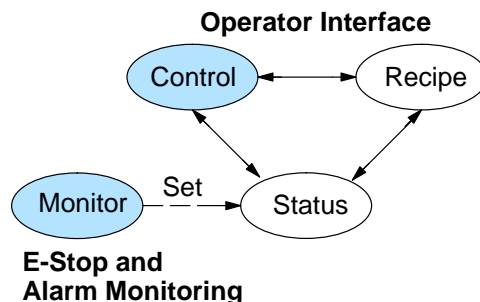 Operator Interface
Control
Recipe
Set
Monitor
Status
E-Stop and
Alarm Monitoring